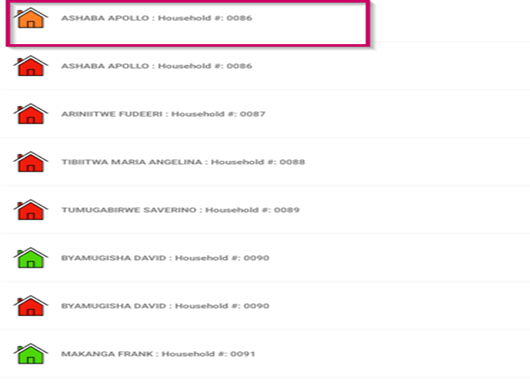 ASHABA APOLLO : Household #: 0086
ASHABA APOLLO : Household #: 0086
ARINIITWE FUDEERI : Household #: 0087
TIBIITWA MARIA ANGELINA : Household #: 0088
TUMUGABIRWE SAVERINO : Household #: 0089
BYAMUGISHA DAVID : Household #: 0090
BYAMUGISHA DAVID : Household #: 0090
MAKANGA FRANK : Household #: 0091